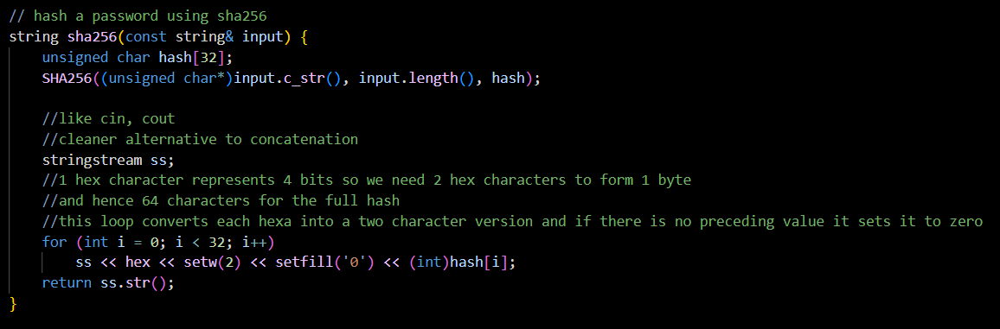 // hash a password using sha256
string sha256(const string& input) {
    unsigned char hash[32];
    SHA256((unsigned char*)input.c_str(), input.length(), hash);

    //like cin, cout
    //cleaner alternative to concatenation
    stringstream ss;
    //1 hex character represents 4 bits so we need 2 hex characters to form 1 byte
    //and hence 64 characters for the full hash
    //this loop converts each hexa into a two character version and if there is no preceding value it sets it to zero
    for (int i = 0; i < 32; i++)
        ss << hex << setw(2) << setfill('0') << (int)hash[i];
    return ss.str();
}